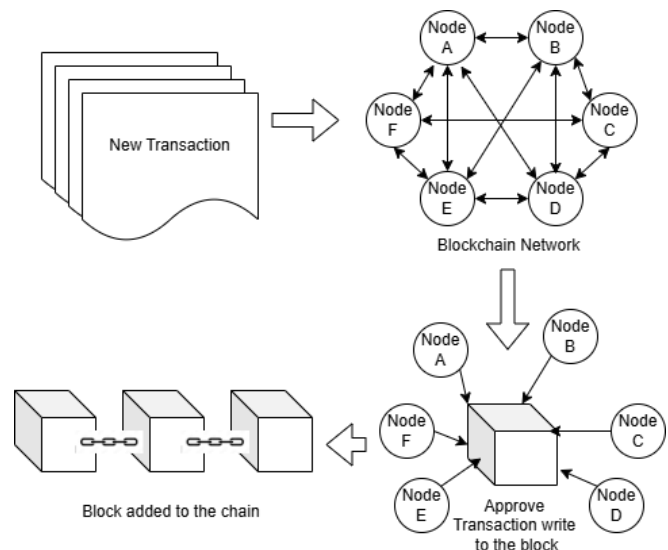 New Transaction
Node
A
Node
B
Node
F
Node
C
Node
E
Node
D
Blockchain Network
Node
A
Node
B
Node
F
Node
C
Node
E
Node
D
Approve
Transaction write
to the block
Block added to the chain